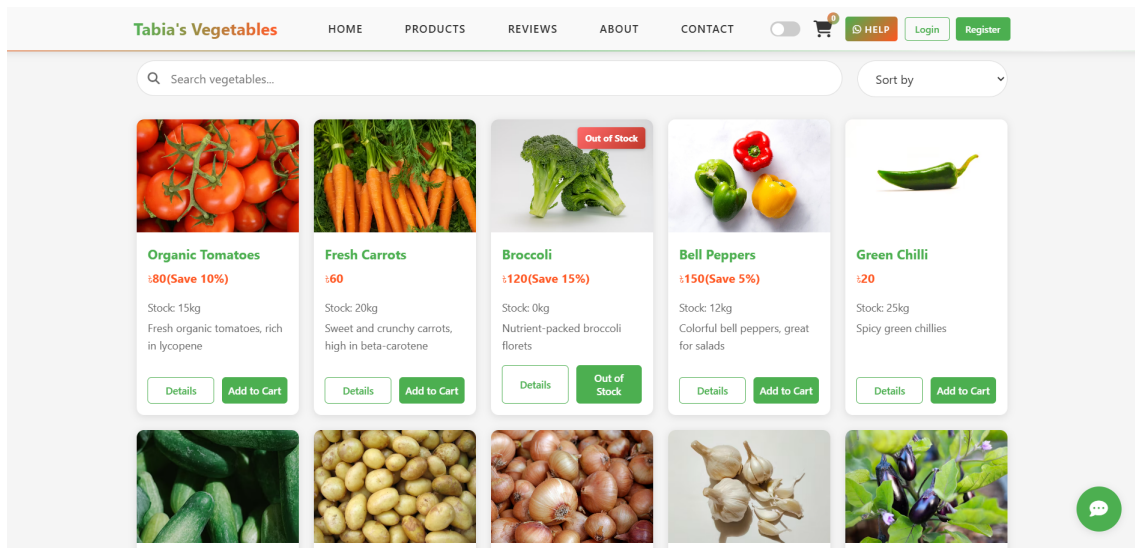 Tabia's Vegetables HOME PRODUCTS REVIEWS ABOUT CONTACT 0 HELP Login Register
Search vegetables... Sort by
Out of Stock
Organic Tomatoes
৳80(Save 10%)
Stock: 15kg
Fresh organic tomatoes, rich
in lycopene
Details Add to Cart
Fresh Carrots
৳60
Stock: 20kg
Sweet and crunchy carrots,
high in beta-carotene
Details Add to Cart
Broccoli
৳120(Save 15%)
Stock: 0kg
Nutrient-packed broccoli
florets
Details Out of
Stock
Bell Peppers
৳150(Save 5%)
Stock: 12kg
Colorful bell peppers, great
for salads
Details Add to Cart
Green Chilli
৳20
Stock: 25kg
Spicy green chillies
Details Add to Cart